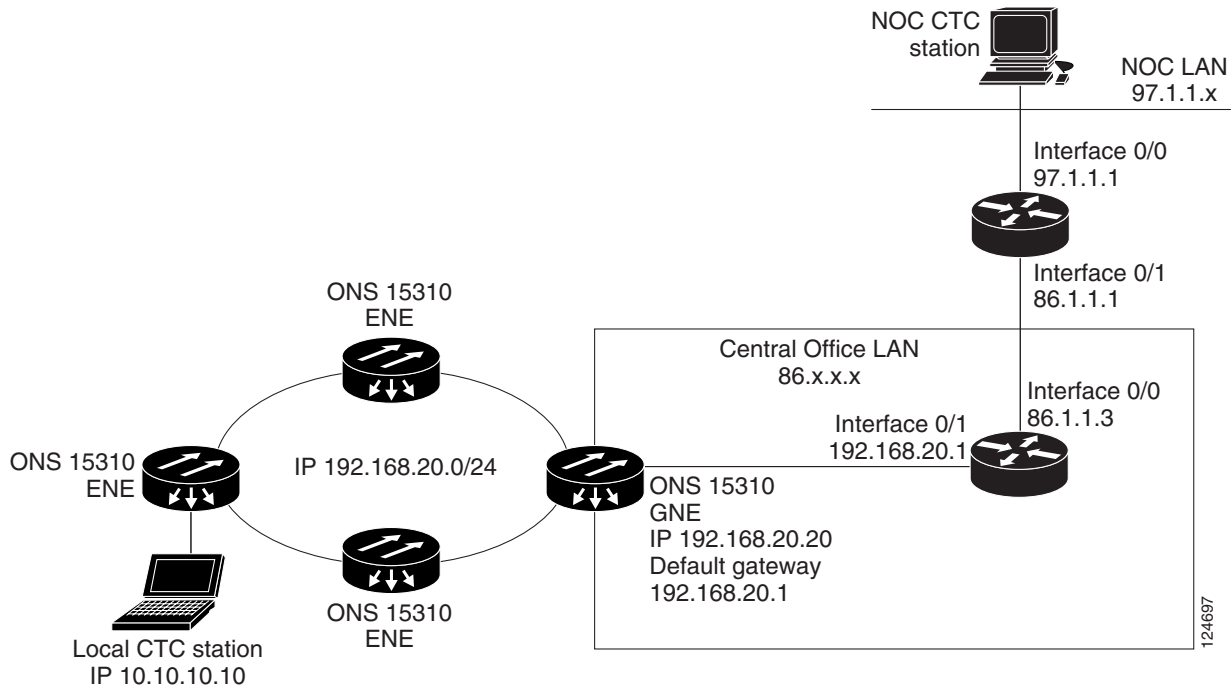 NOC CTC
station
NOC LAN
97.1.1.x
Interface 0/0
97.1.1.1
Interface 0/1
86.1.1.1
ONS 15310
ENE
Central Office LAN
86.x.x.x
Interface 0/0
86.1.1.3
Interface 0/1
192.168.20.1
ONS 15310
ENE
IP 192.168.20.0/24
ONS 15310
GNE
IP 192.168.20.20
Default gateway
192.168.20.1
ONS 15310
ENE
Local CTC station
IP 10.10.10.10
124697